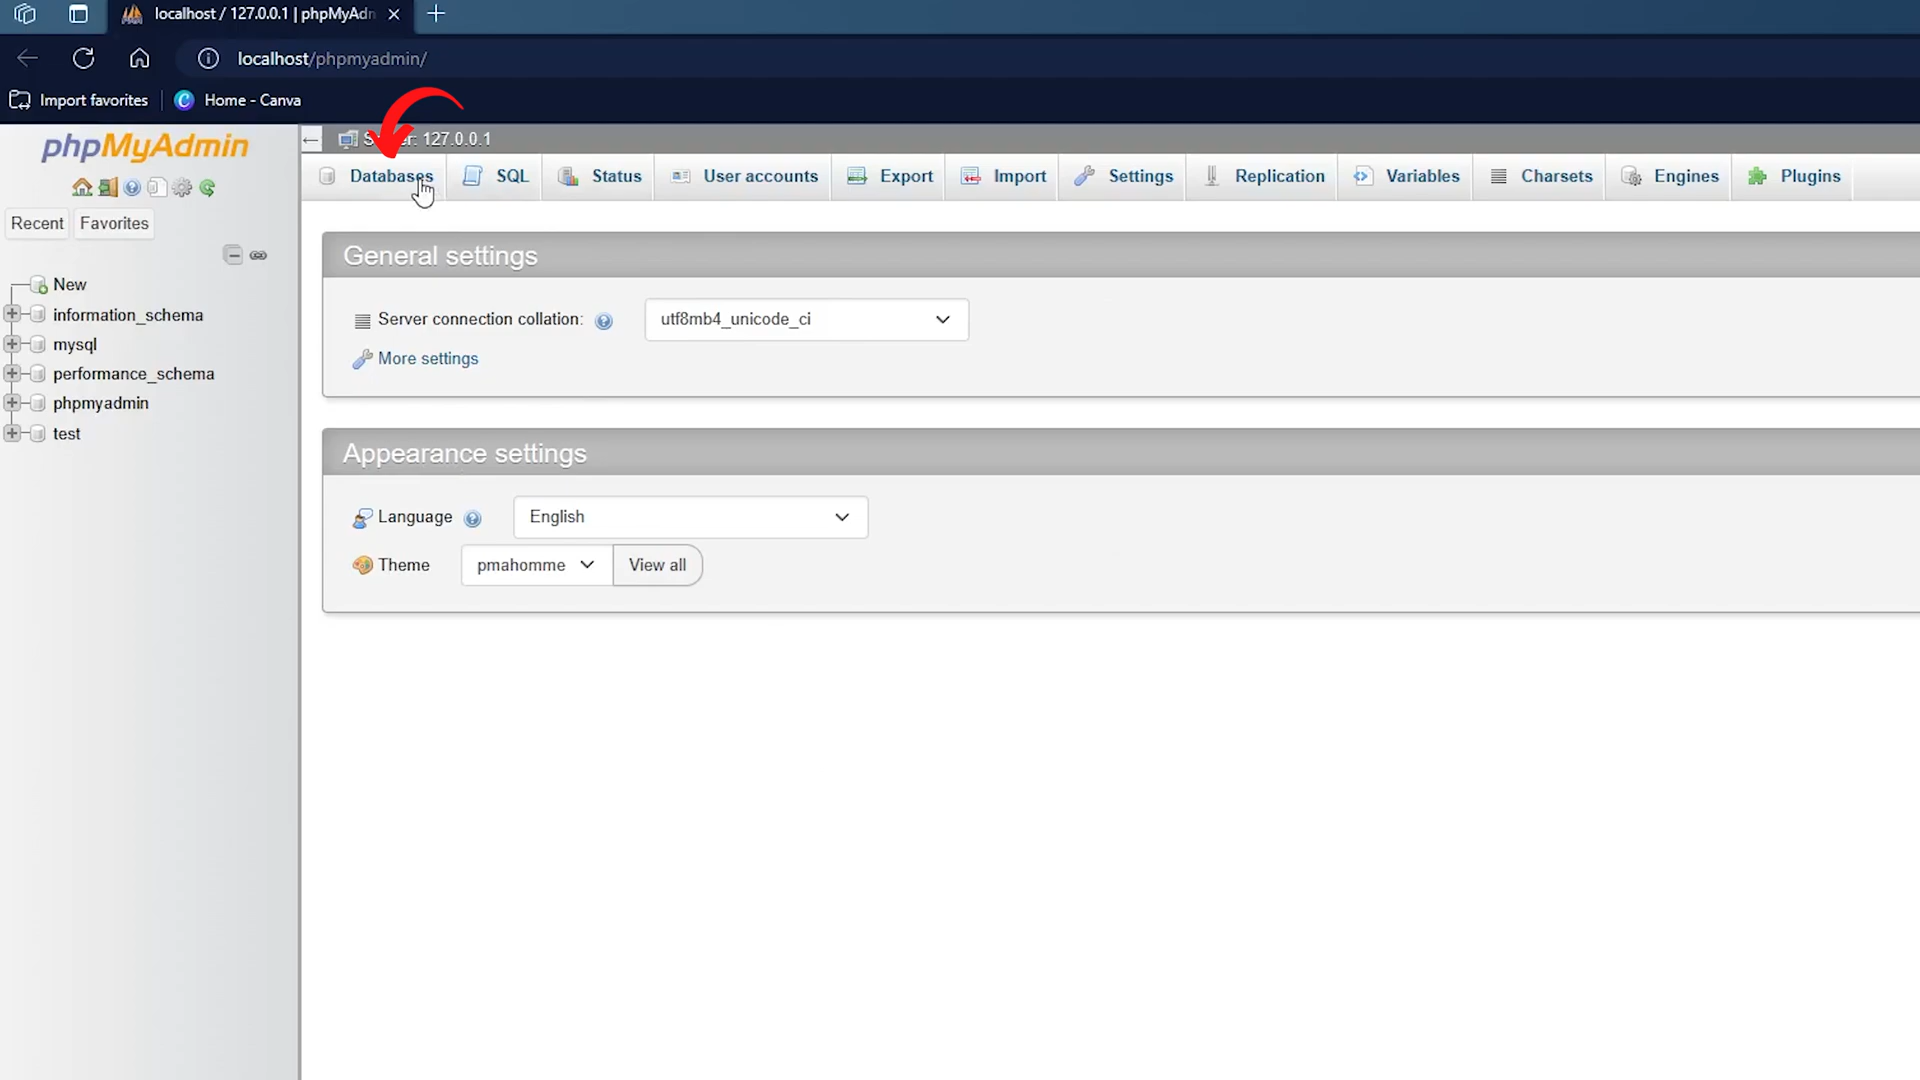 localhost / 127.0.0.1 | phpMyAdn
localhost/phpmyadmin/
Import favorites
Home - Canva
phpMyAdmin
127.0.0.1
Databases
SQL
Status
User accounts
Export
Import
Settings
Replication
Variables
Charsets
Engines
Plugins
Recent
Favorites
New
information_schema
mysql
performance_schema
phpmyadmin
test
General settings
Server connection collation:
utf8mb4_unicode_ci
More settings
Appearance settings
Language
English
Theme
pmahomme
View all